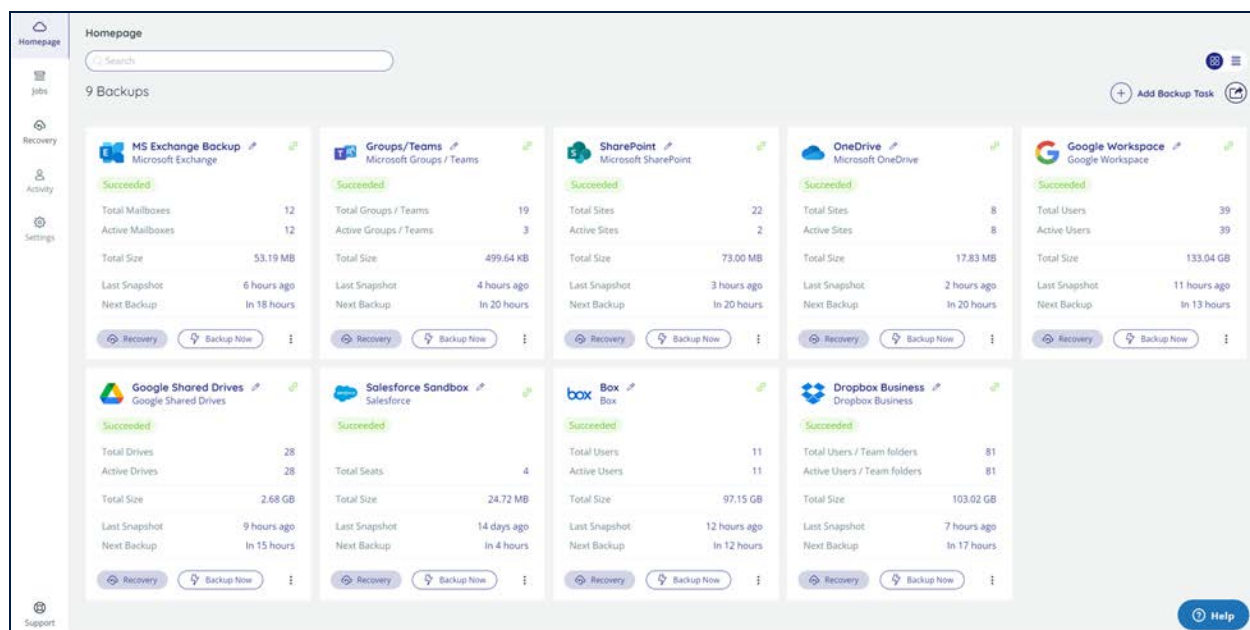 Homepage
Jobs
Recovery
Activity
Settings
Support
Homepage
Search
9 Backups
Add Backup Task
MS Exchange Backup
Microsoft Exchange
Succeeded
Total Mailboxes 12
Active Mailboxes 12
Total Size 53.19 MB
Last Snapshot 6 hours ago
Next Backup In 18 hours
Recovery Backup Now
Groups/Teams
Microsoft Groups / Teams
Succeeded
Total Groups / Teams 19
Active Groups / Teams 3
Total Size 499.64 KB
Last Snapshot 4 hours ago
Next Backup In 20 hours
Recovery Backup Now
SharePoint
Microsoft SharePoint
Succeeded
Total Sites 22
Active Sites 2
Total Size 73.00 MB
Last Snapshot 3 hours ago
Next Backup In 20 hours
Recovery Backup Now
OneDrive
Microsoft OneDrive
Succeeded
Total Sites 8
Active Sites 8
Total Size 17.83 MB
Last Snapshot 2 hours ago
Next Backup In 20 hours
Recovery Backup Now
Google Workspace
Google Workspace
Succeeded
Total Users 39
Active Users 39
Total Size 133.04 GB
Last Snapshot 11 hours ago
Next Backup In 13 hours
Recovery Backup Now
Google Shared Drives
Google Shared Drives
Succeeded
Total Drives 28
Active Drives 28
Total Size 2.68 GB
Last Snapshot 9 hours ago
Next Backup In 15 hours
Recovery Backup Now
Salesforce Sandbox
Salesforce
Succeeded
Total Seats 4
Total Size 24.72 MB
Last Snapshot 14 days ago
Next Backup In 4 hours
Recovery Backup Now
box
Box
Box
Succeeded
Total Users 11
Active Users 11
Total Size 97.15 GB
Last Snapshot 12 hours ago
Next Backup In 12 hours
Recovery Backup Now
Dropbox Business
Dropbox Business
Succeeded
Total Users / Team folders 81
Active Users / Team folders 81
Total Size 103.02 GB
Last Snapshot 7 hours ago
Next Backup In 17 hours
Recovery Backup Now
Help